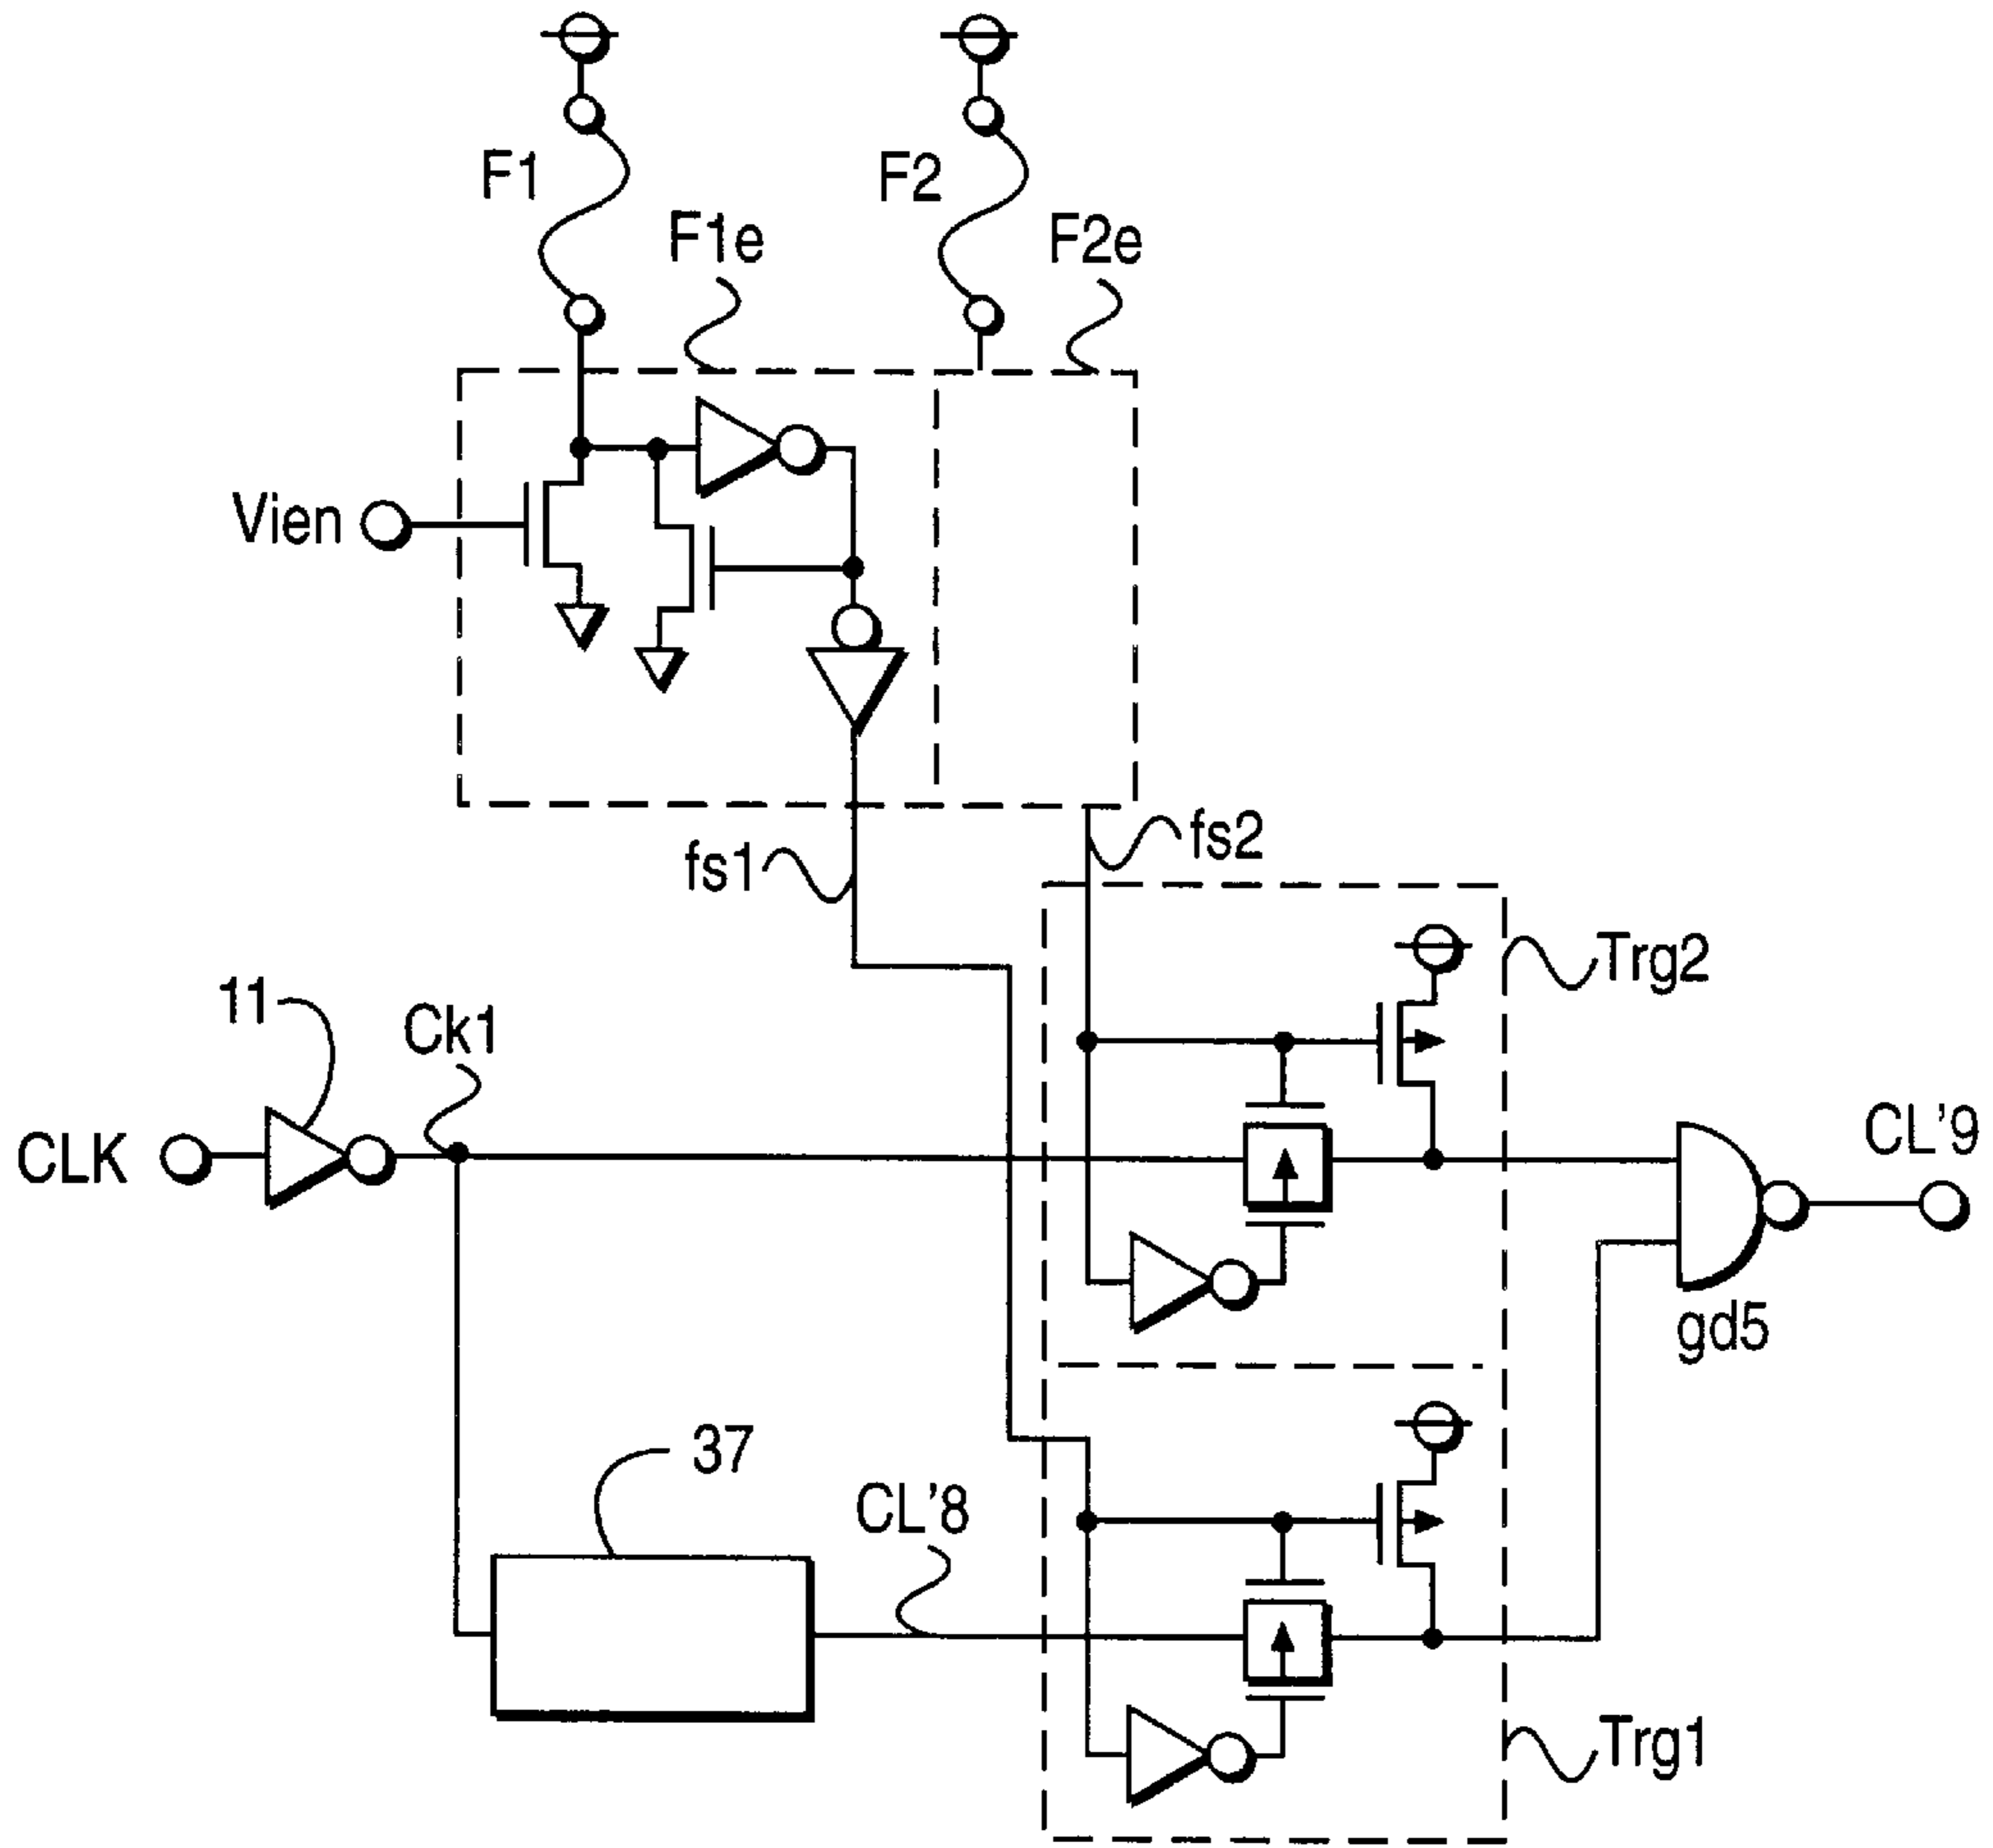 F1
F2
F1e
F2e
Vien
fs1
fs2
Trg2
11
Ck1
CLK
CL'9
gd5
37
CL'8
Trg1